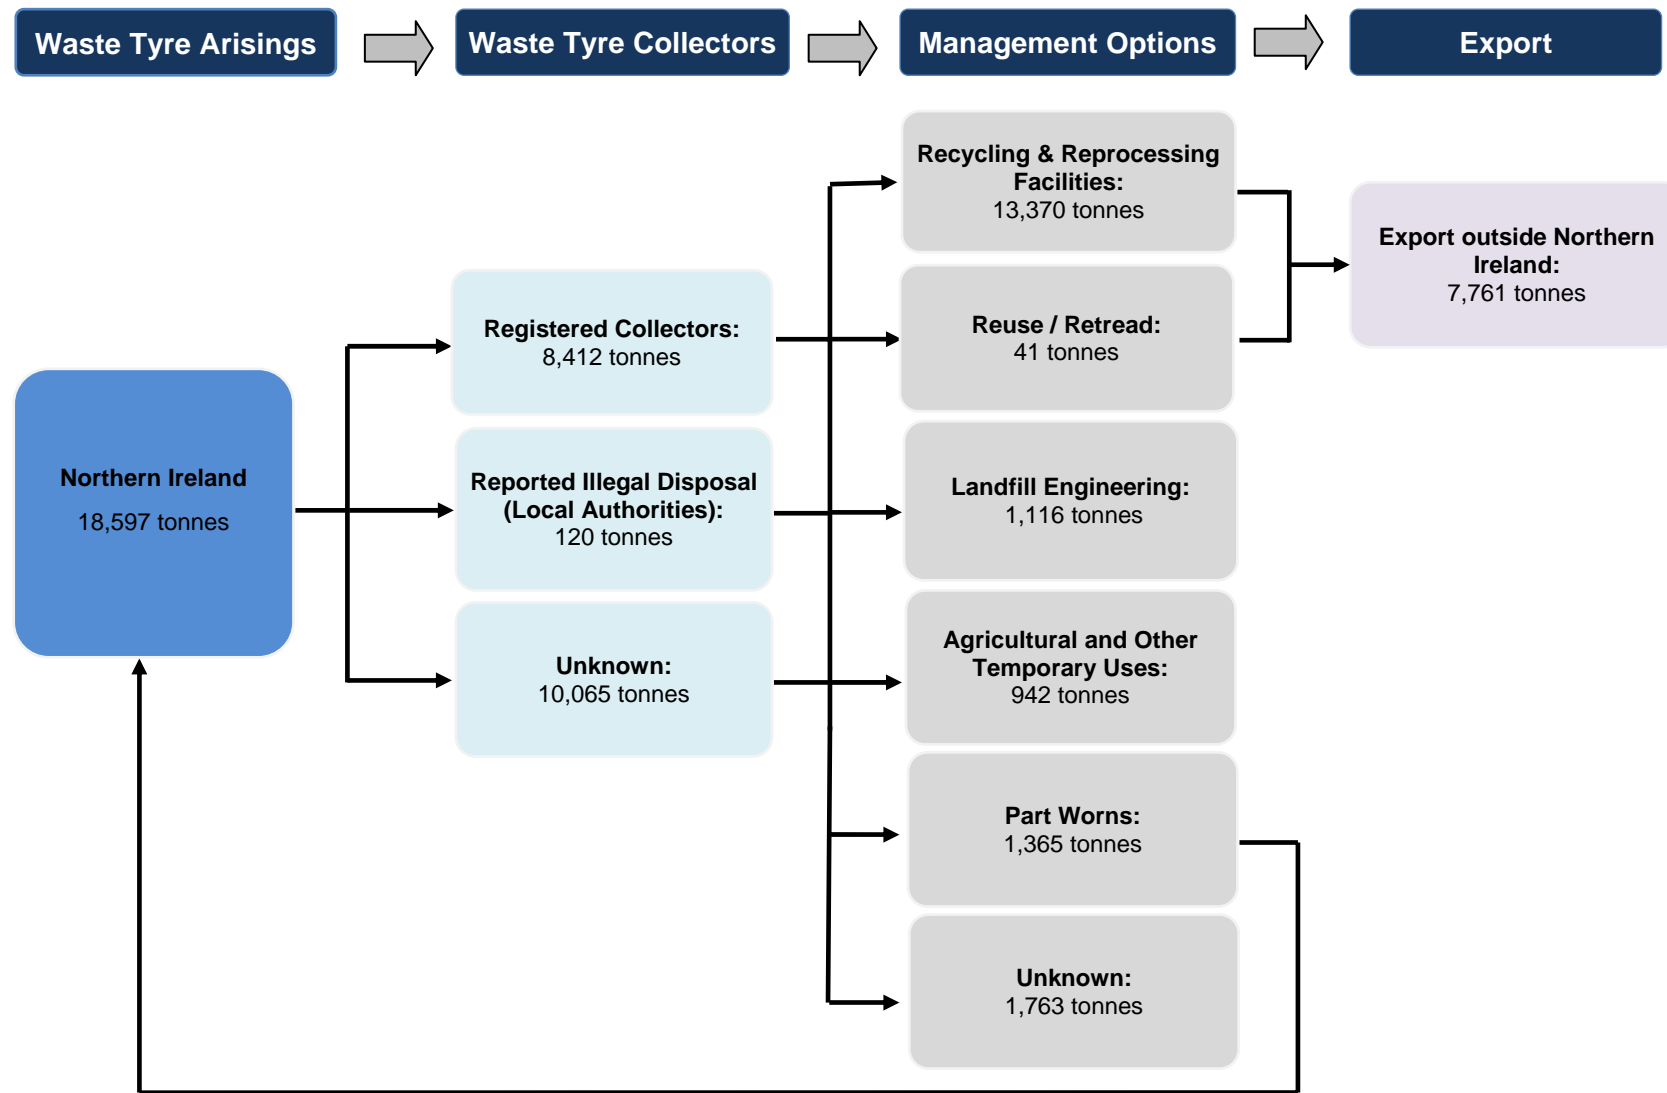 Waste Tyre Arisings
Waste Tyre Collectors
Management Options
Export
Northern Ireland
18,597 tonnes
Registered Collectors:
8,412 tonnes
Reported Illegal Disposal
(Local Authorities):
120 tonnes
Unknown:
10,065 tonnes
Recycling & Reprocessing
Facilities:
13,370 tonnes
Reuse / Retread:
41 tonnes
Landfill Engineering:
1,116 tonnes
Agricultural and Other
Temporary Uses:
942 tonnes
Part Worns:
1,365 tonnes
Unknown:
1,763 tonnes
Export outside Northern
Ireland:
7,761 tonnes